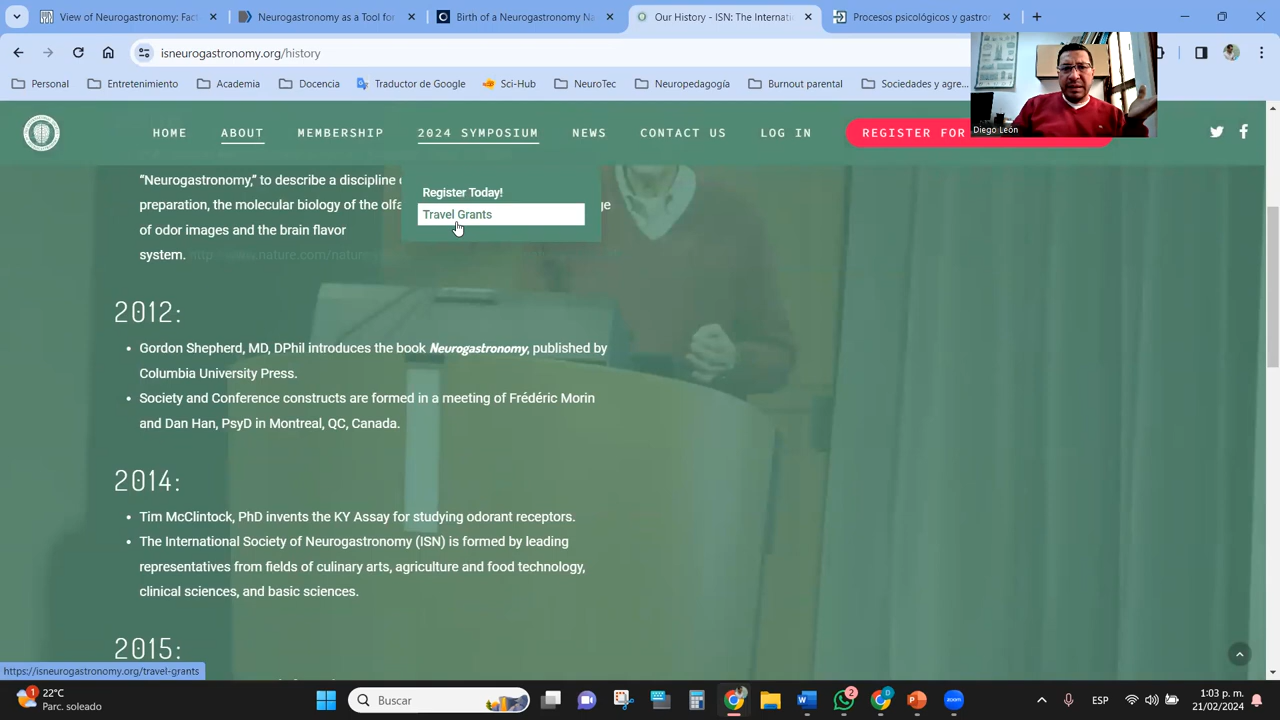 Dimension of Neurogastronomy: Fact
Neurogastronomy as a Tool for
Birth of a Neurogastronomy Na
Our History - ISN: The Internati
Procesos psicológicos y gastror
isneurogastronomy.org/history
Personal
Entretenimiento
Academia
Google
Sci-Hub
NeuroTec
Neuropedagogía
Burnout parental
Sociedades y agre...
HOME
ABOUT
MEMBERSHIP
2024 SYMPOSIUM
NEWS
CONTACT US
LOG IN
REGISTER FOR
Diego León
Register Today!
Travel Grants
“Neurogastronomy,” to describe a discipline
preparation, the molecular biology of the
of odor images and the brain flavor
system.
2012:
• Gordon Shepherd, MD, DPhil introduces the book Neurogastronomy, published by
Columbia University Press.
• Society and Conference constructs are formed in a meeting of Frédéric Morin
and Dan Han, PsyD in Montreal, QC, Canada.
2014:
• Tim McClintock, PhD invents the KY Assay for studying odorant receptors.
• The International Society of Neurogastronomy (ISN) is formed by leading
representatives from fields of culinary arts, agriculture and food technology,
clinical sciences, and basic sciences.
2015:
https://isneurogastronomy.org/travel-grants
22°C
Parc. soleado
Buscar
ESP
1:03 p. m.
21/02/2024